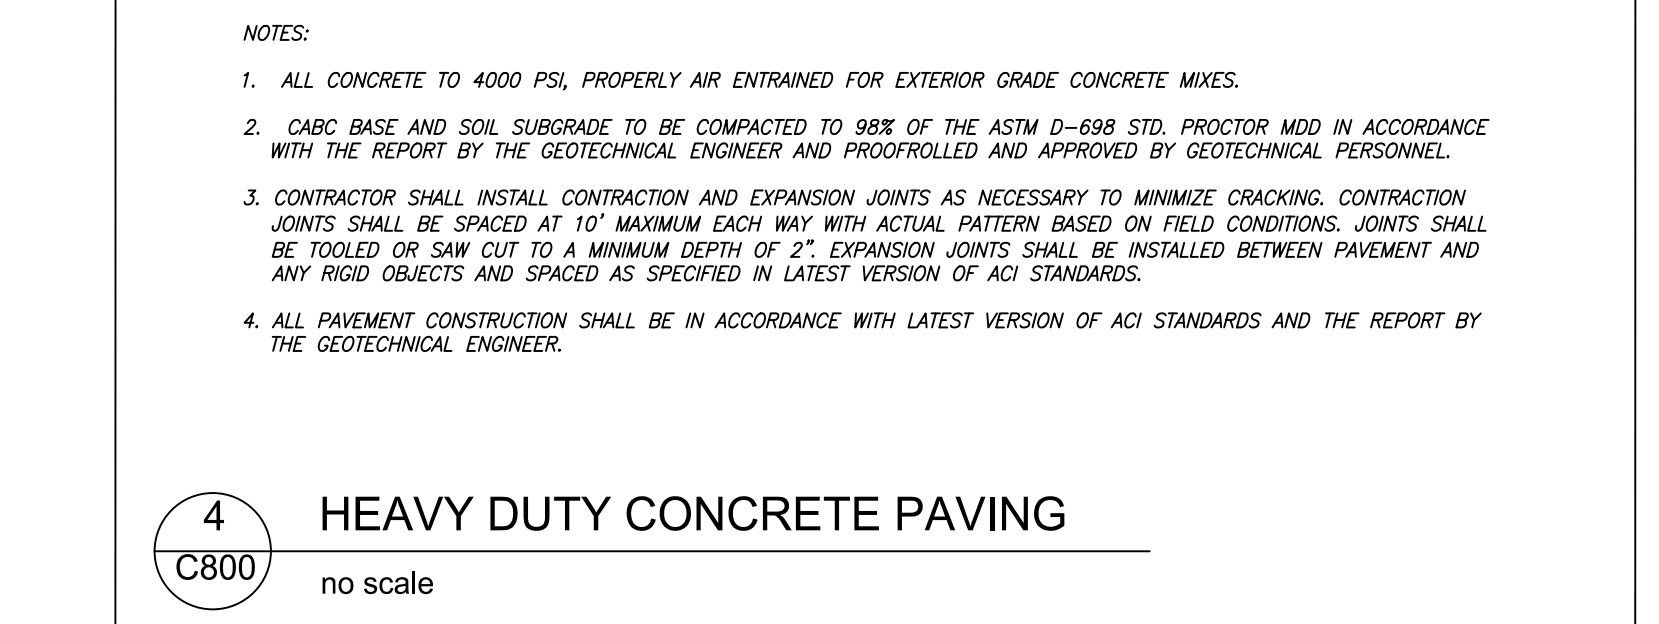 NOTES:
1. ALL CONCRETE TO 4000 PSI, PROPERLY AIR ENTRAINED FOR EXTERIOR GRADE CONCRETE MIXES.
2. CABC BASE AND SOIL SUBGRADE TO BE COMPACTED TO 98% OF THE ASTM D-698 STD. PROCTOR MDD IN ACCORDANCE
WITH THE REPORT BY THE GEOTECHNICAL ENGINEER AND PROOFROLLED AND APPROVED BY GEOTECHNICAL PERSONNEL.
3. CONTRACTOR SHALL INSTALL CONTRACTION AND EXPANSION JOINTS AS NECESSARY TO MINIMIZE CRACKING. CONTRACTION
JOINTS SHALL BE SPACED AT 10' MAXIMUM EACH WAY WITH ACTUAL PATTERN BASED ON FIELD CONDITIONS. JOINTS SHALL
BE TOOLED OR SAW CUT TO A MINIMUM DEPTH OF 2". EXPANSION JOINTS SHALL BE INSTALLED BETWEEN PAVEMENT AND
ANY RIGID OBJECTS AND SPACED AS SPECIFIED IN LATEST VERSION OF ACI STANDARDS.
4. ALL PAVEMENT CONSTRUCTION SHALL BE IN ACCORDANCE WITH LATEST VERSION OF ACI STANDARDS AND THE REPORT BY
THE GEOTECHNICAL ENGINEER.
4
C800
HEAVY DUTY CONCRETE PAVING
no scale